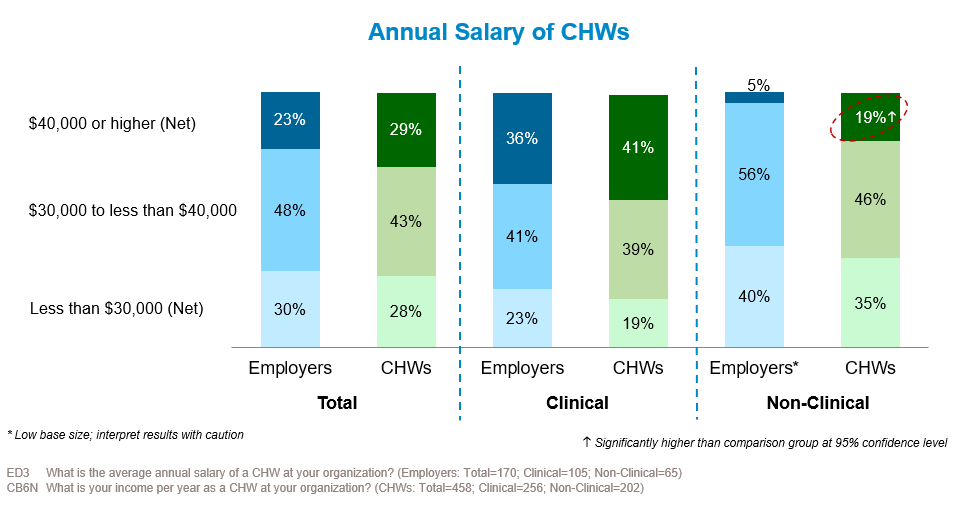 Annual Salary of CHWs
5%
$40,000 or higher (Net) 23% 29% 36% 41% 19%↑
$30,000 to less than $40,000 48% 43% 41% 39% 56% 46%
Less than $30,000 (Net) 30% 28% 23% 19% 40% 35%
Employers CHWs Employers CHWs Employers* CHWs
Total Clinical Non-Clinical
* Low base size; interpret results with caution
↑ Significantly higher than comparison group at 95% confidence level
ED3 What is the average annual salary of a CHW at your organization? (Employers: Total=170; Clinical=105; Non-Clinical=65)
CB6N What is your income per year as a CHW at your organization? (CHWs: Total=458; Clinical=256; Non-Clinical=202)